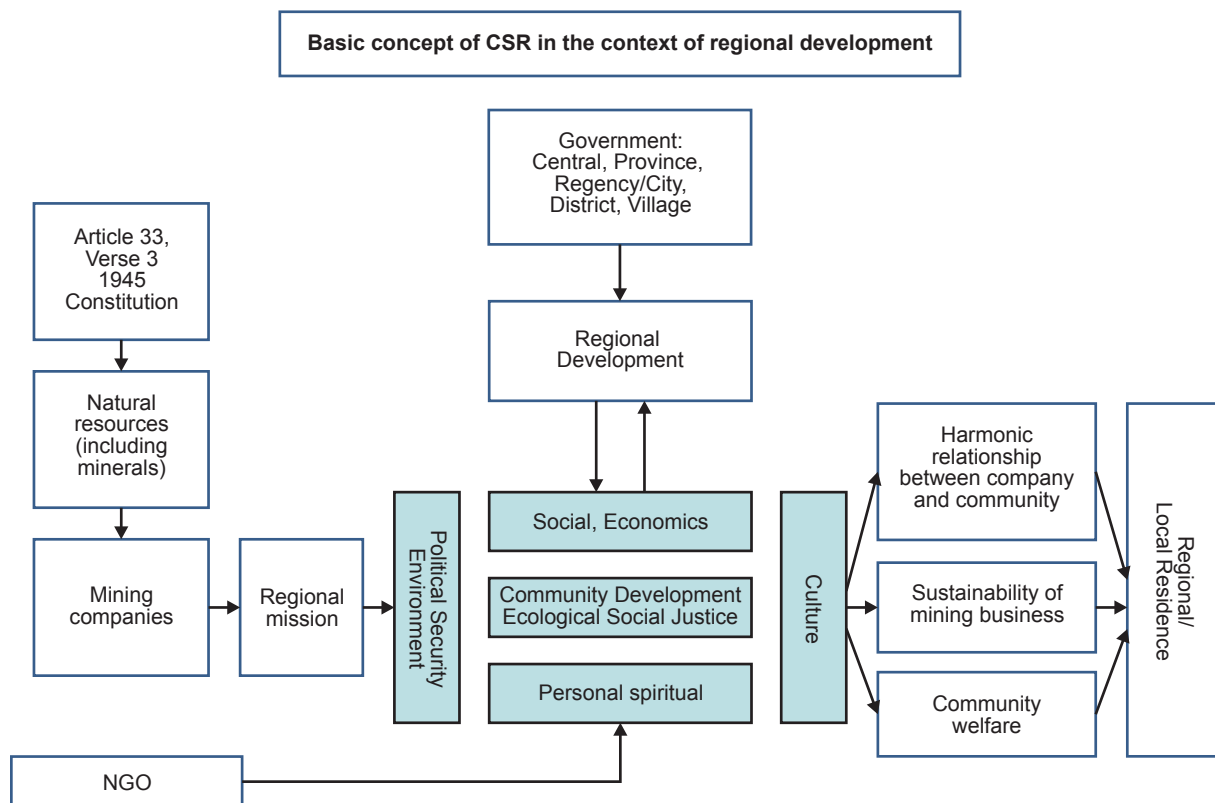 Basic concept of CSR in the context of regional development
Government:
Central, Province,
Regency/City,
District, Village
Article 33,
Verse 3
1945
Constitution
Regional
Development
Natural
resources
(including
minerals)
Harmonic
relationship
between company
and community
Regional/
Local Residence
Political Security
Environment
Social, Economics
Culture
Mining
companies
Regional
mission
Community Development
Ecological Social Justice
Sustainability of
mining business
Personal spiritual
Community
welfare
NGO